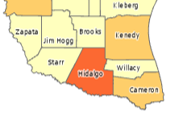 Kleberg
Zapata
Jim Hogg
Brooks
Kenedy
Starr
Hidalgo
Willacy
Cameron